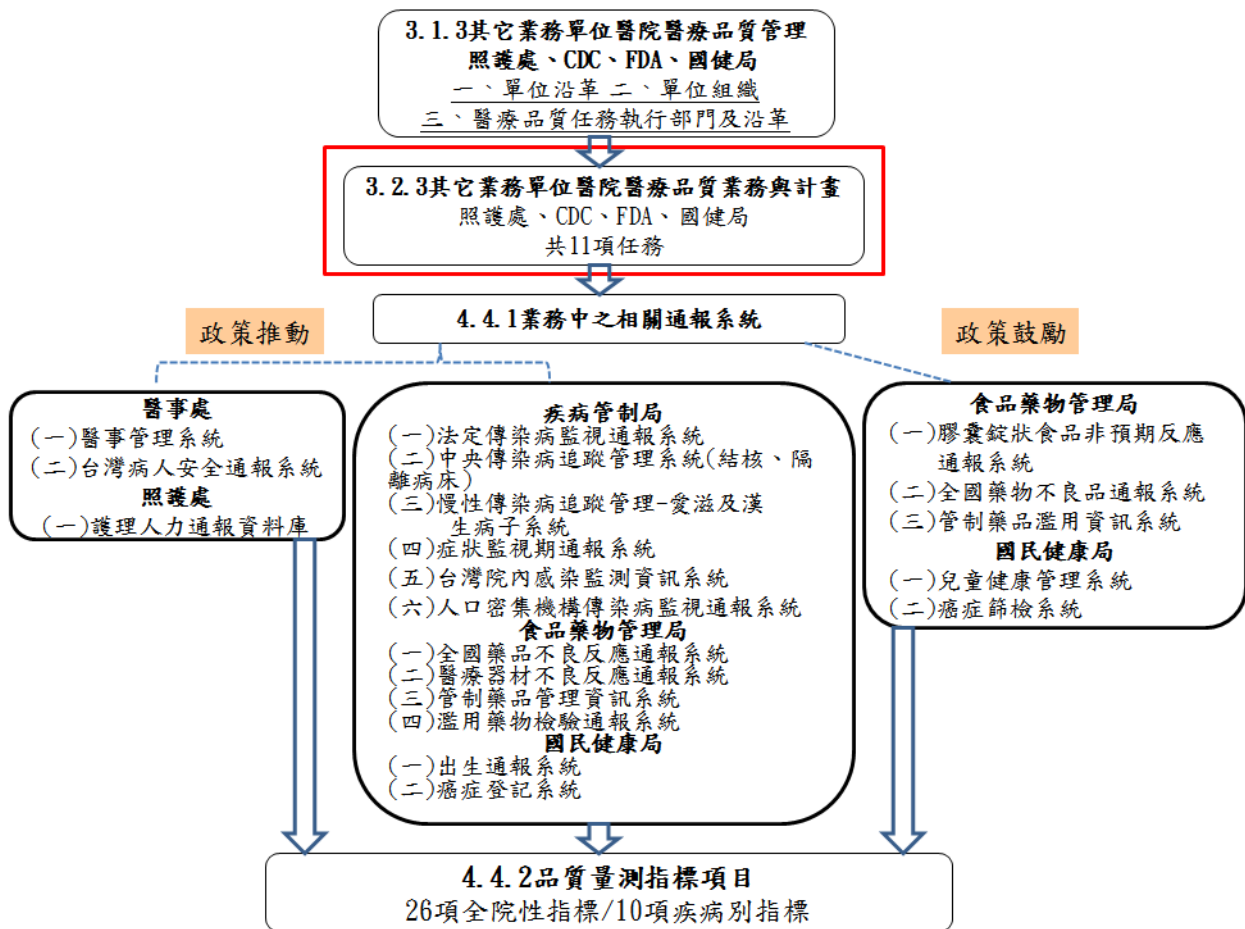 3.1.3其它業務單位醫院醫療品質管理
照護處、CDC、FDA、國健局
一、單位沿革 二、單位組織
三、醫療品質任務執行部門及沿革
3.2.3其它業務單位醫院醫療品質業務與計畫
照護處、CDC、FDA、國健局
共11項任務
4.4.1業務中之相關通報系統
政策推動
政策鼓勵
醫事處
(一)醫事管理系統
(二)台灣病人安全通報系統
照護處
(一)護理人力通報資料庫
疾病管制局
(一)法定傳染病監視通報系統
(二)中央傳染病追蹤管理系統(結核、隔
離病床)
(三)慢性傳染病追蹤管理-愛滋及漢
生病子系統
(四)症狀監視期通報系統
(五)台灣院內感染監測資訊系統
(六)人口密集機構傳染病監視通報系統
食品藥物管理局
(一)全國藥品不良反應通報系統
(二)醫療器材不良反應通報系統
(三)管制藥品管理資訊系統
(四)濫用藥物檢驗通報系統
國民健康局
(一)出生通報系統
(二)癌症登記系統
食品藥物管理局
(一)膠囊錠狀食品非預期反應
通報系統
(二)全國藥物不良品通報系統
(三)管制藥品濫用資訊系統
國民健康局
(一)兒童健康管理系統
(二)癌症篩檢系統
4.4.2品質量測指標項目
26項全院性指標/10項疾病別指標